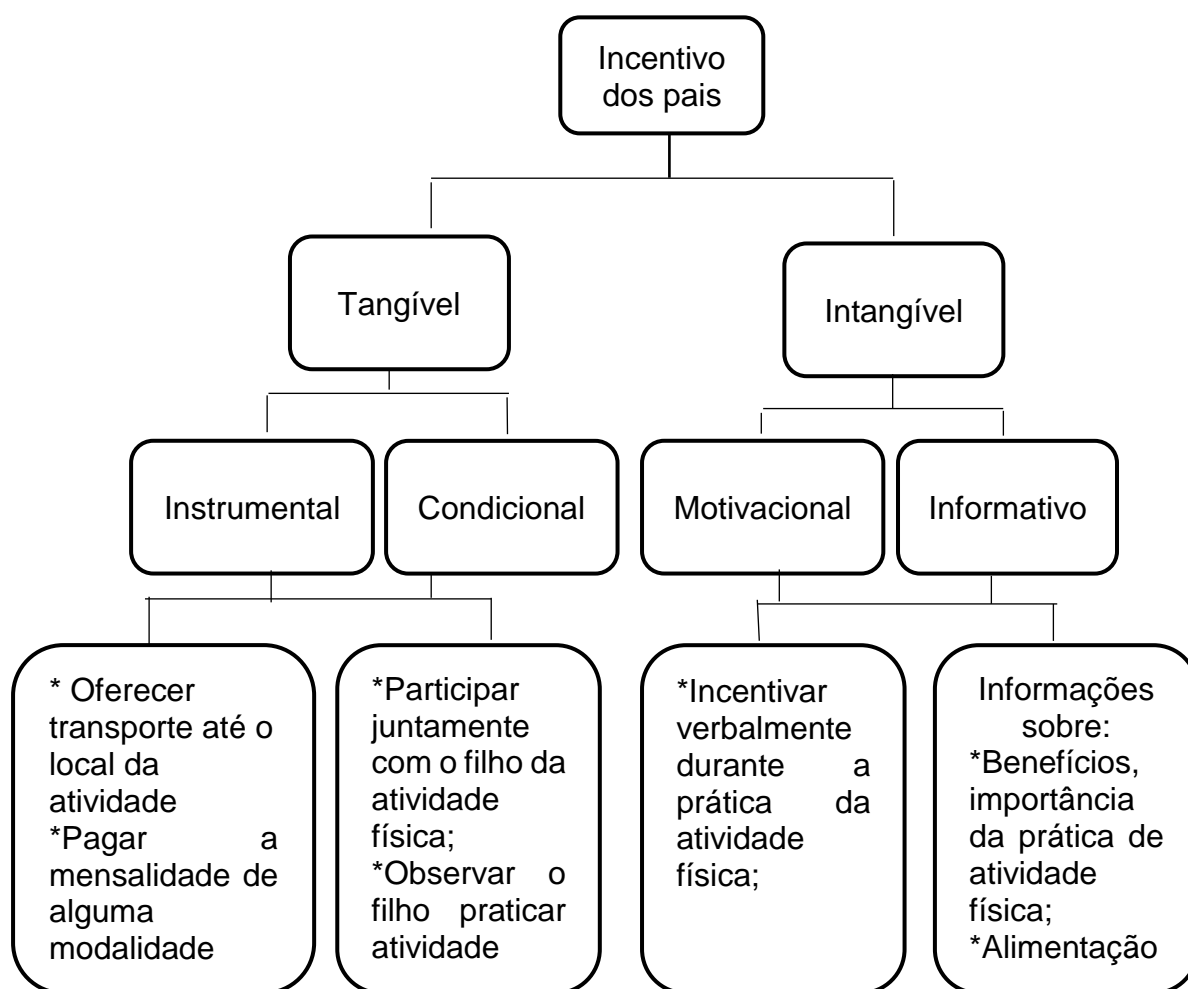 Incentivo
dos pais
Tangível
Intangível
Instrumental
Condicional
Motivacional
Informativo
* Oferecer
transporte até o
local da
atividade
*Pagar a
mensalidade de
alguma
modalidade
*Participar
juntamente
com o filho da
atividade
física;
*Observar o
filho praticar
atividade
*Incentivar
verbalmente
durante a
prática da
atividade
física;
Informações
sobre:
*Benefícios,
importância
da prática de
atividade
física;
*Alimentação